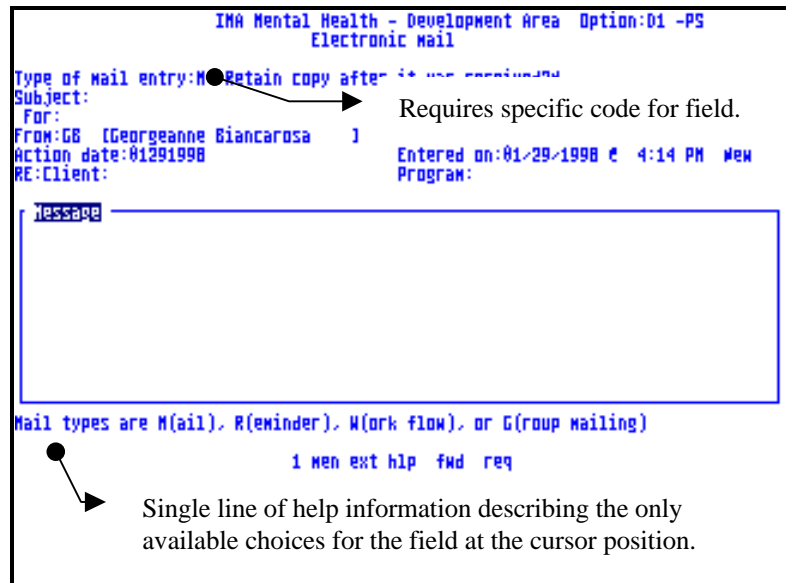 IMA Mental Health - Development Area Option:D1 -PS
Electronic Mail
Type of mail entry:M Retain copy after it was received?
Subject:
For:
From:GB [Georgeanne Biancarosa ]
Action date:01291998 Entered on:01/29/1998 @ 4:14 PM New
RE:Client: Program:
Requires specific code for field.
Message
Mail types are M(ail), R(eminder), W(ork flow), or G(roup mailing)
1 men ext hlp fwd req
Single line of help information describing the only
available choices for the field at the cursor position.